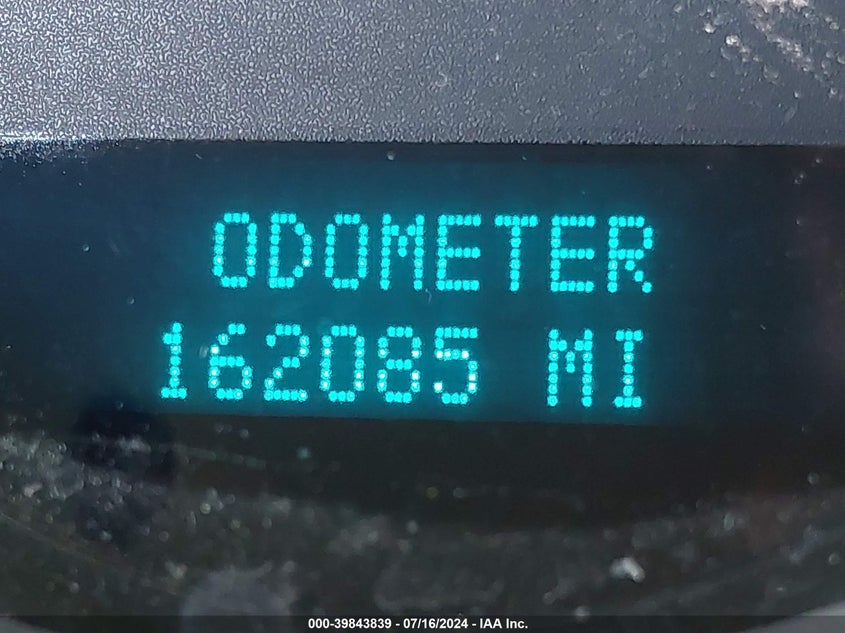 ODOMETER
162085 MI
000-39843839 - 07/16/2024 - IAA Inc.